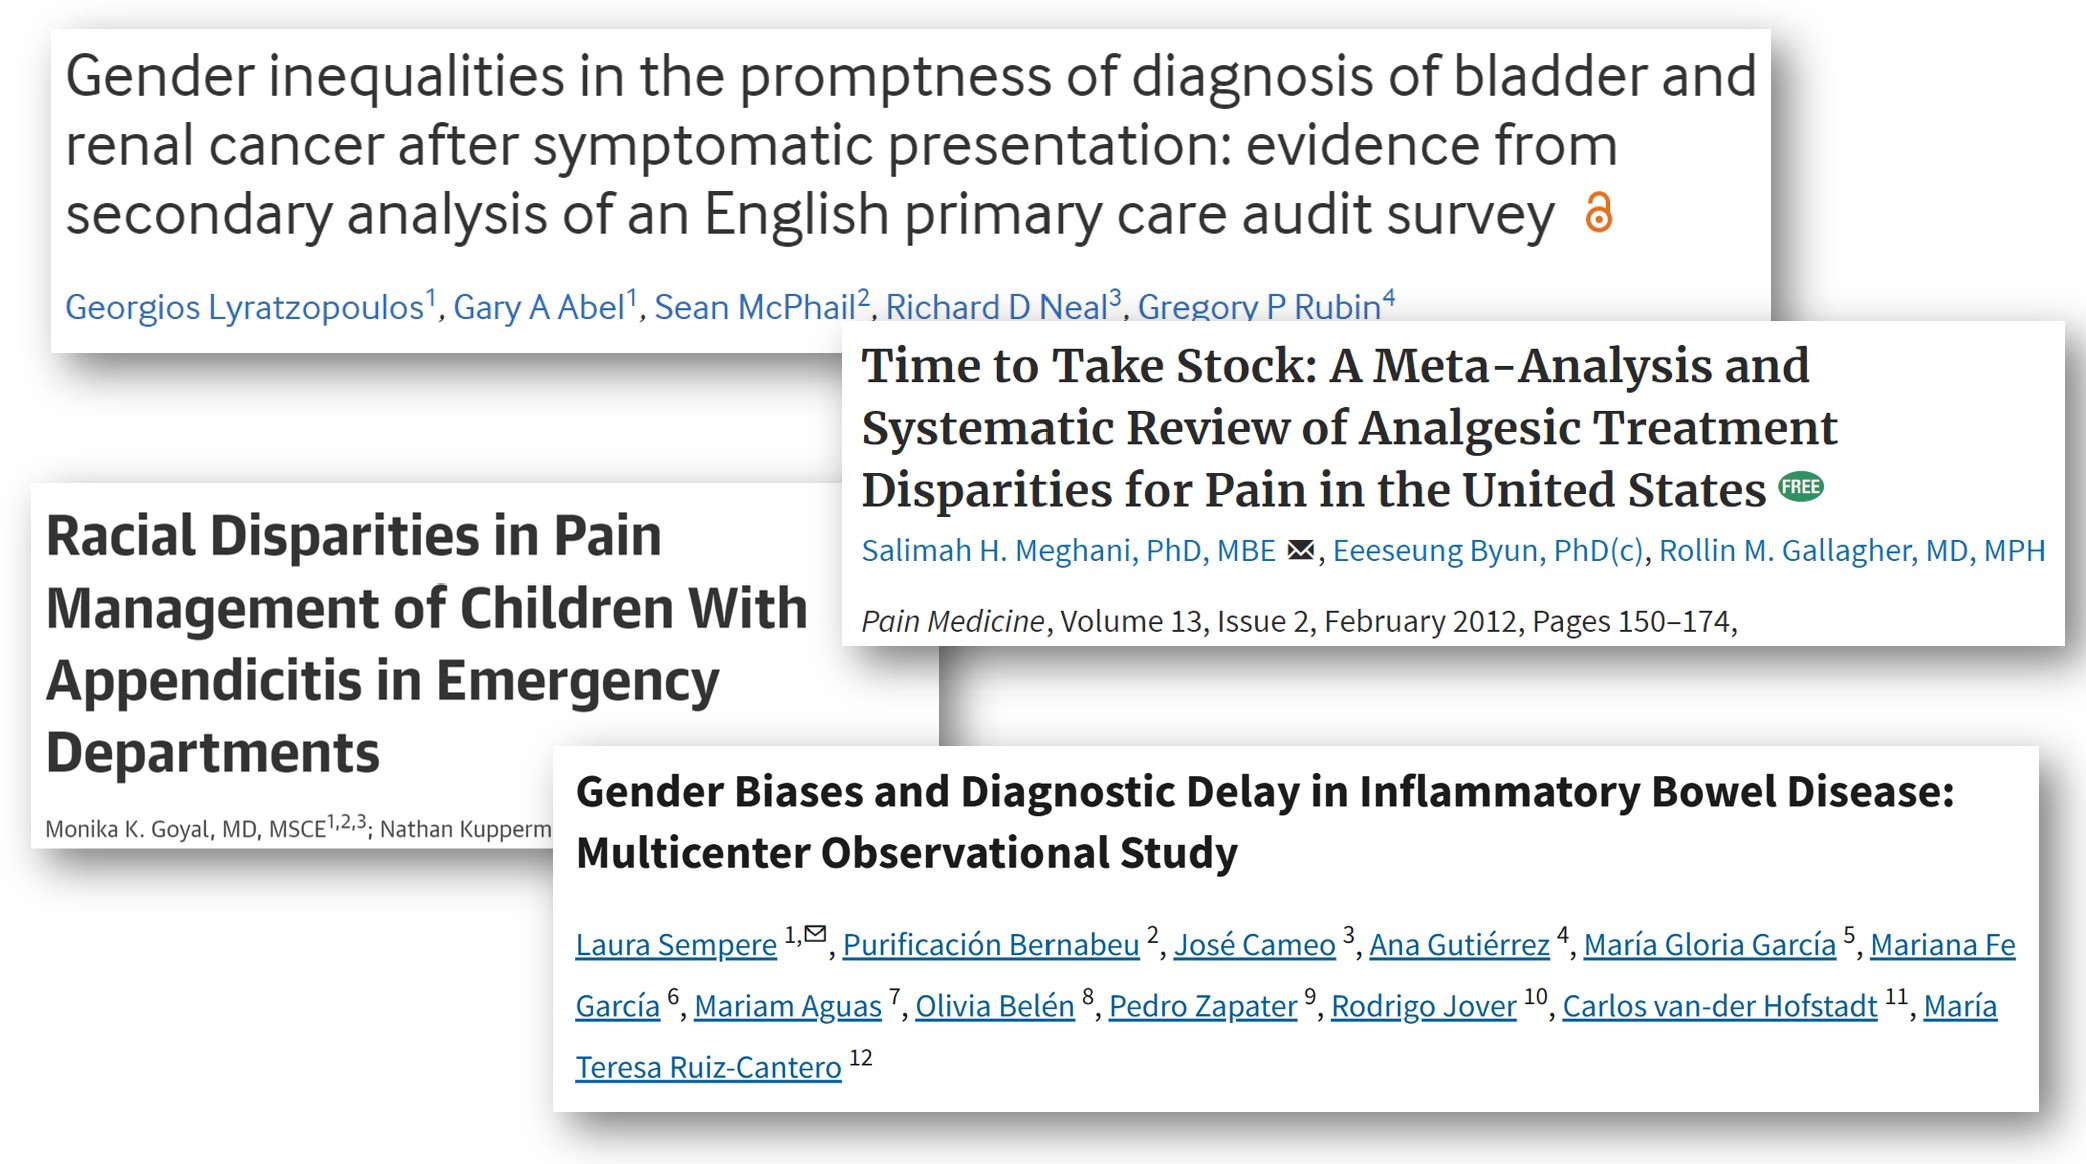 Gender inequalities in the promptness of diagnosis of bladder and
renal cancer after symptomatic presentation: evidence from
secondary analysis of an English primary care audit survey
Georgios Lyratzopoulos1, Gary A Abel1, Sean McPhail2, Richard D Neal3, Gregory P Rubin4
Time to Take Stock: A Meta-Analysis and
Systematic Review of Analgesic Treatment
Disparities for Pain in the United States FREE
Salimah H. Meghani, PhD, MBE, Eeeseung Byun, PhD(c), Rollin M. Gallagher, MD, MPH
Pain Medicine, Volume 13, Issue 2, February 2012, Pages 150–174,
Racial Disparities in Pain
Management of Children With
Appendicitis in Emergency
Departments
Monika K. Goyal, MD, MSCE1,2,3; Nathan Kupperm
Gender Biases and Diagnostic Delay in Inflammatory Bowel Disease:
Multicenter Observational Study
Laura Sempere 1, Purificación Bernabeu 2, José Cameo 3, Ana Gutiérrez 4, María Gloria García 5, Mariana Fe
García 6, Mariam Aguas 7, Olivia Belén 8, Pedro Zapater 9, Rodrigo Jover 10, Carlos van-der Hofstadt 11, María
Teresa Ruiz-Cantero 12